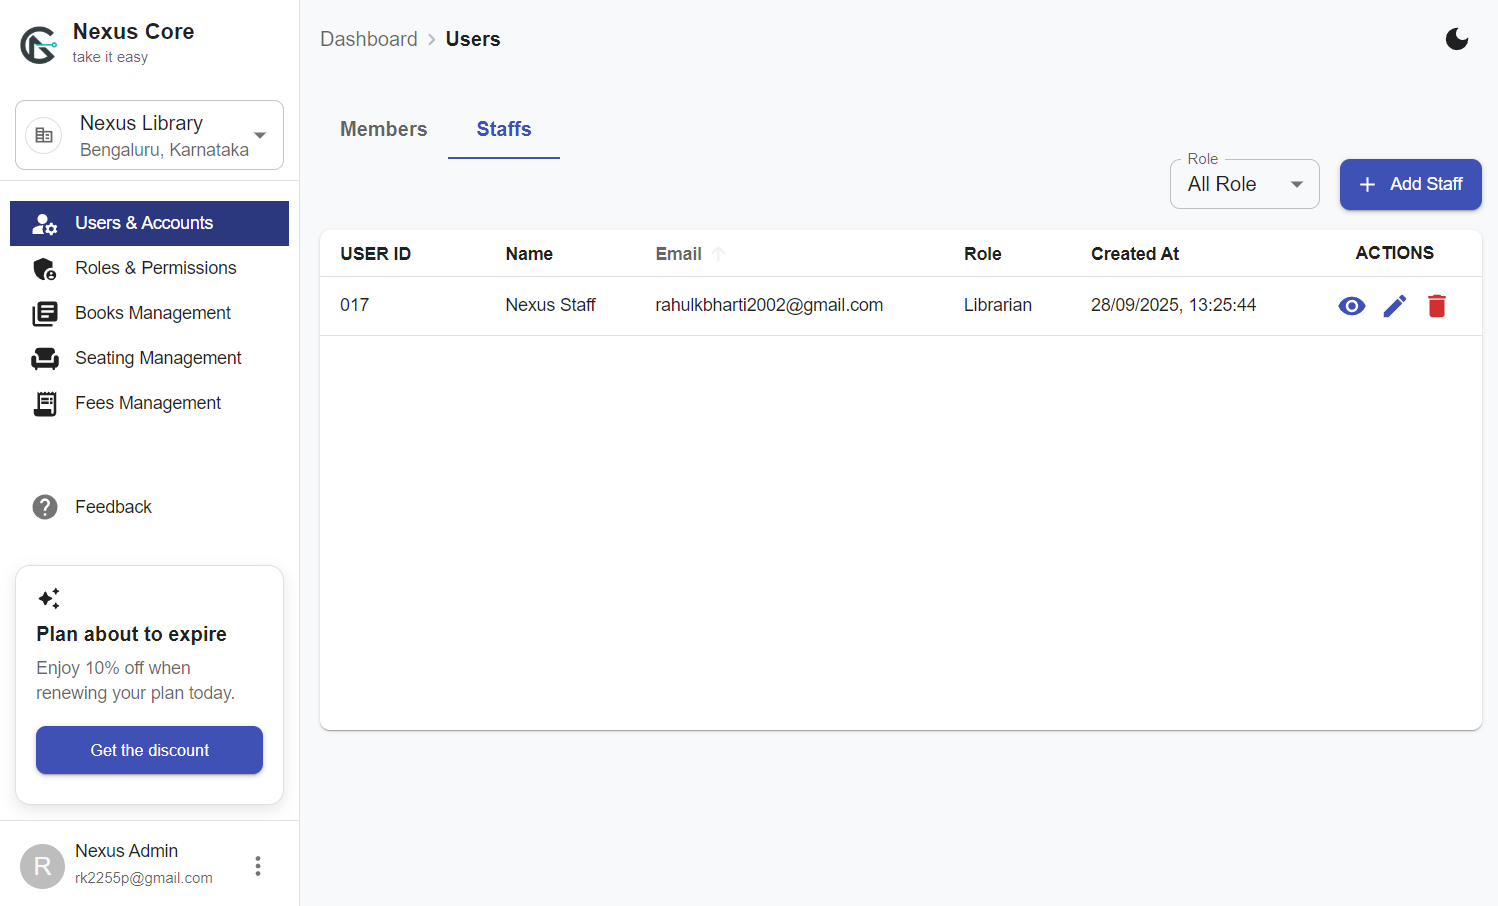 Nexus Core
take it easy
Nexus Library
Bengaluru, Karnataka
Users & Accounts
Roles & Permissions
Books Management
Seating Management
Fees Management
Feedback
Plan about to expire
Enjoy 10% off when
renewing your plan today.
Get the discount
R
Nexus Admin
rk2255p@gmail.com
Dashboard > Users
Members Staffs
Role
All Role
+ Add Staff
USER ID Name Email Role Created At ACTIONS
017 Nexus Staff rahulkbharti2002@gmail.com Librarian 28/09/2025, 13:25:44